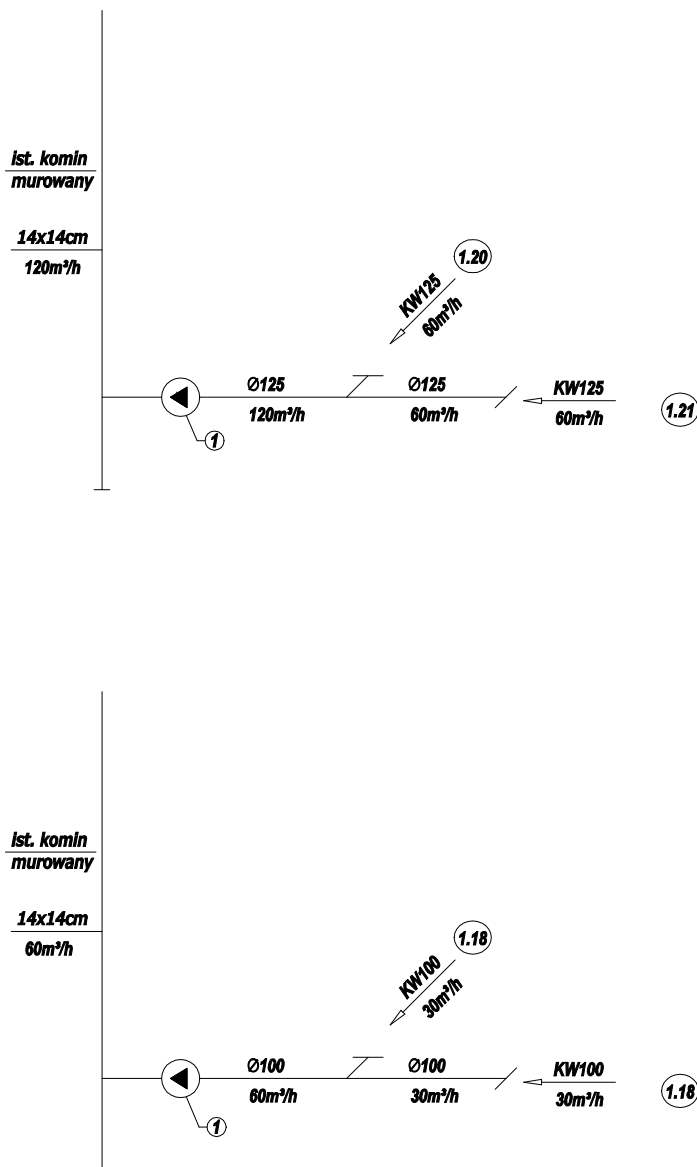 ist. komin
murowany
14x14cm
120m³/h
1.20
KW125
60m³/h
Ø125
120m³/h
Ø125
60m³/h
KW125
60m³/h
1.21
1
ist. komin
murowany
14x14cm
60m³/h
1.18
KW100
30m³/h
Ø100
60m³/h
Ø100
30m³/h
KW100
30m³/h
1.18
1